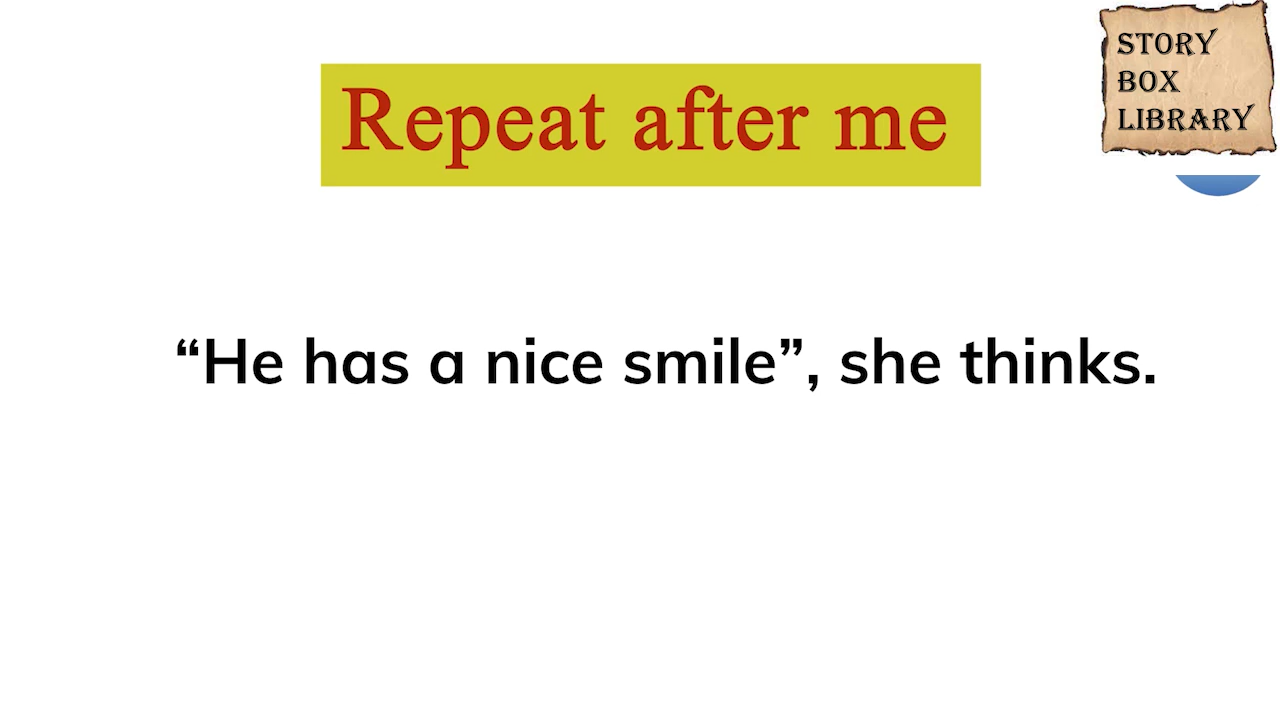 STORY
BOX
LIBRARY
Repeat after me
“He has a nice smile”, she thinks.